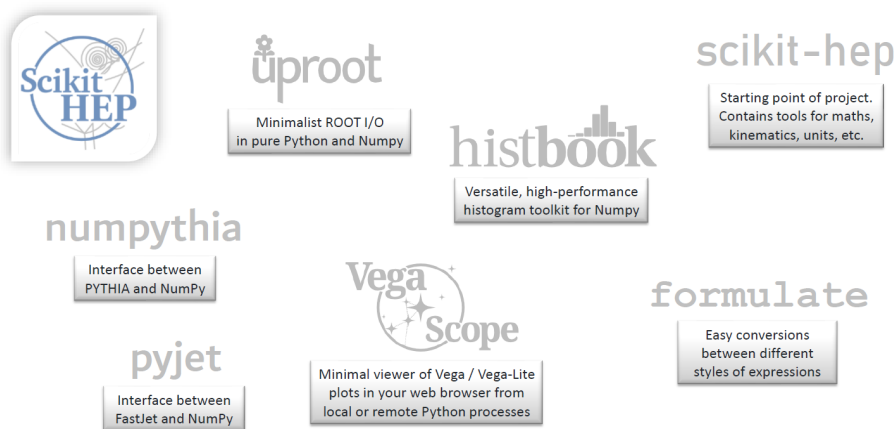 Scikit
HEP
uproot
Minimalist ROOT I/O
in pure Python and Numpy
scikit-hep
Starting point of project.
Contains tools for maths,
kinematics, units, etc.
histbook
Versatile, high-performance
histogram toolkit for Numpy
numpythia
Interface between
PYTHIA and NumPy
Vega
Scope
Minimal viewer of Vega / Vega-Lite
plots in your web browser from
local or remote Python processes
formulate
Easy conversions
between different
styles of expressions
pyjet
Interface between
FastJet and NumPy